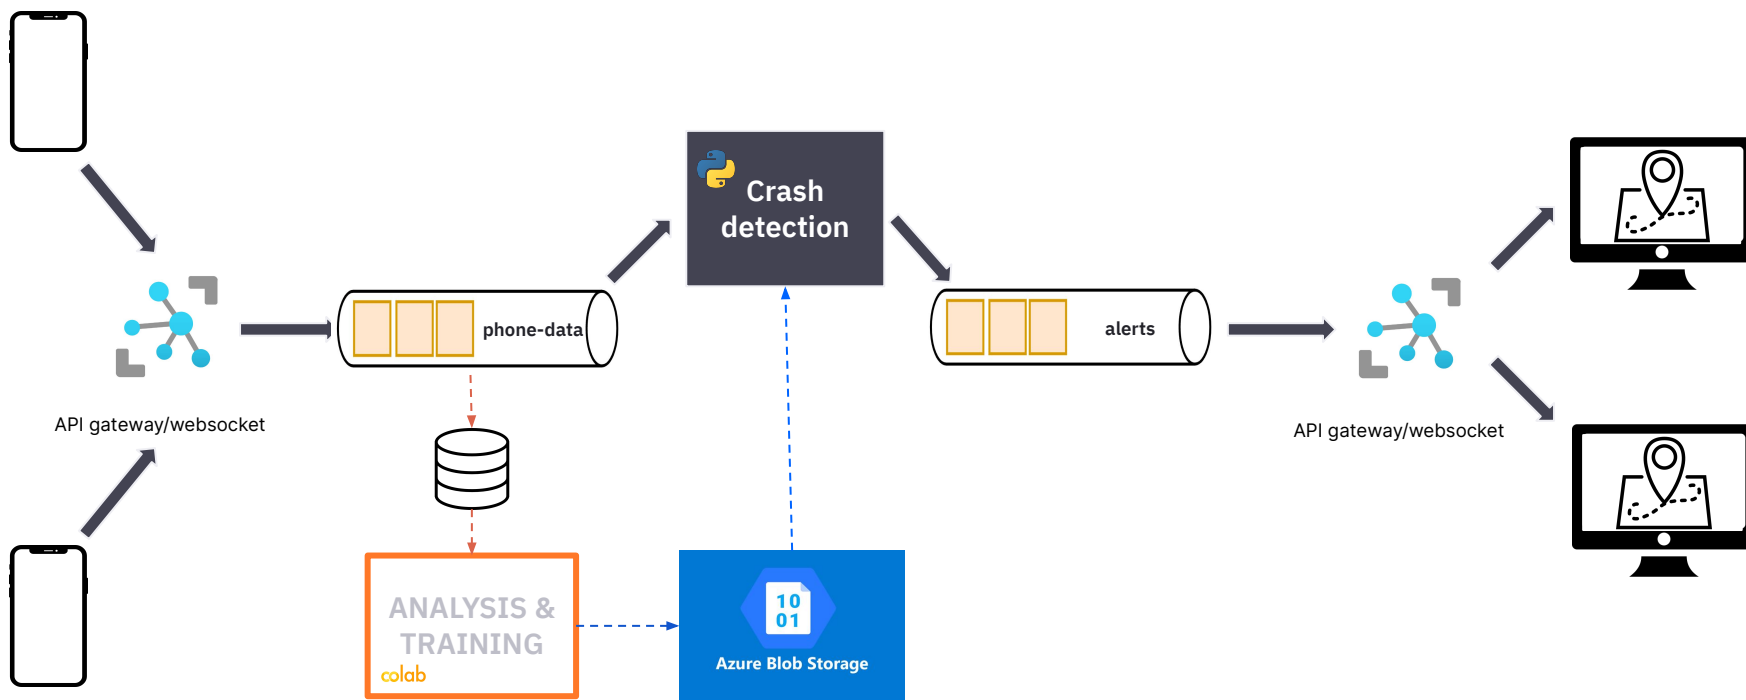 Crash
detection
phone-data
alerts
API gateway/websocket
API gateway/websocket
ANALYSIS &
TRAINING
colab
10
01
Azure Blob Storage